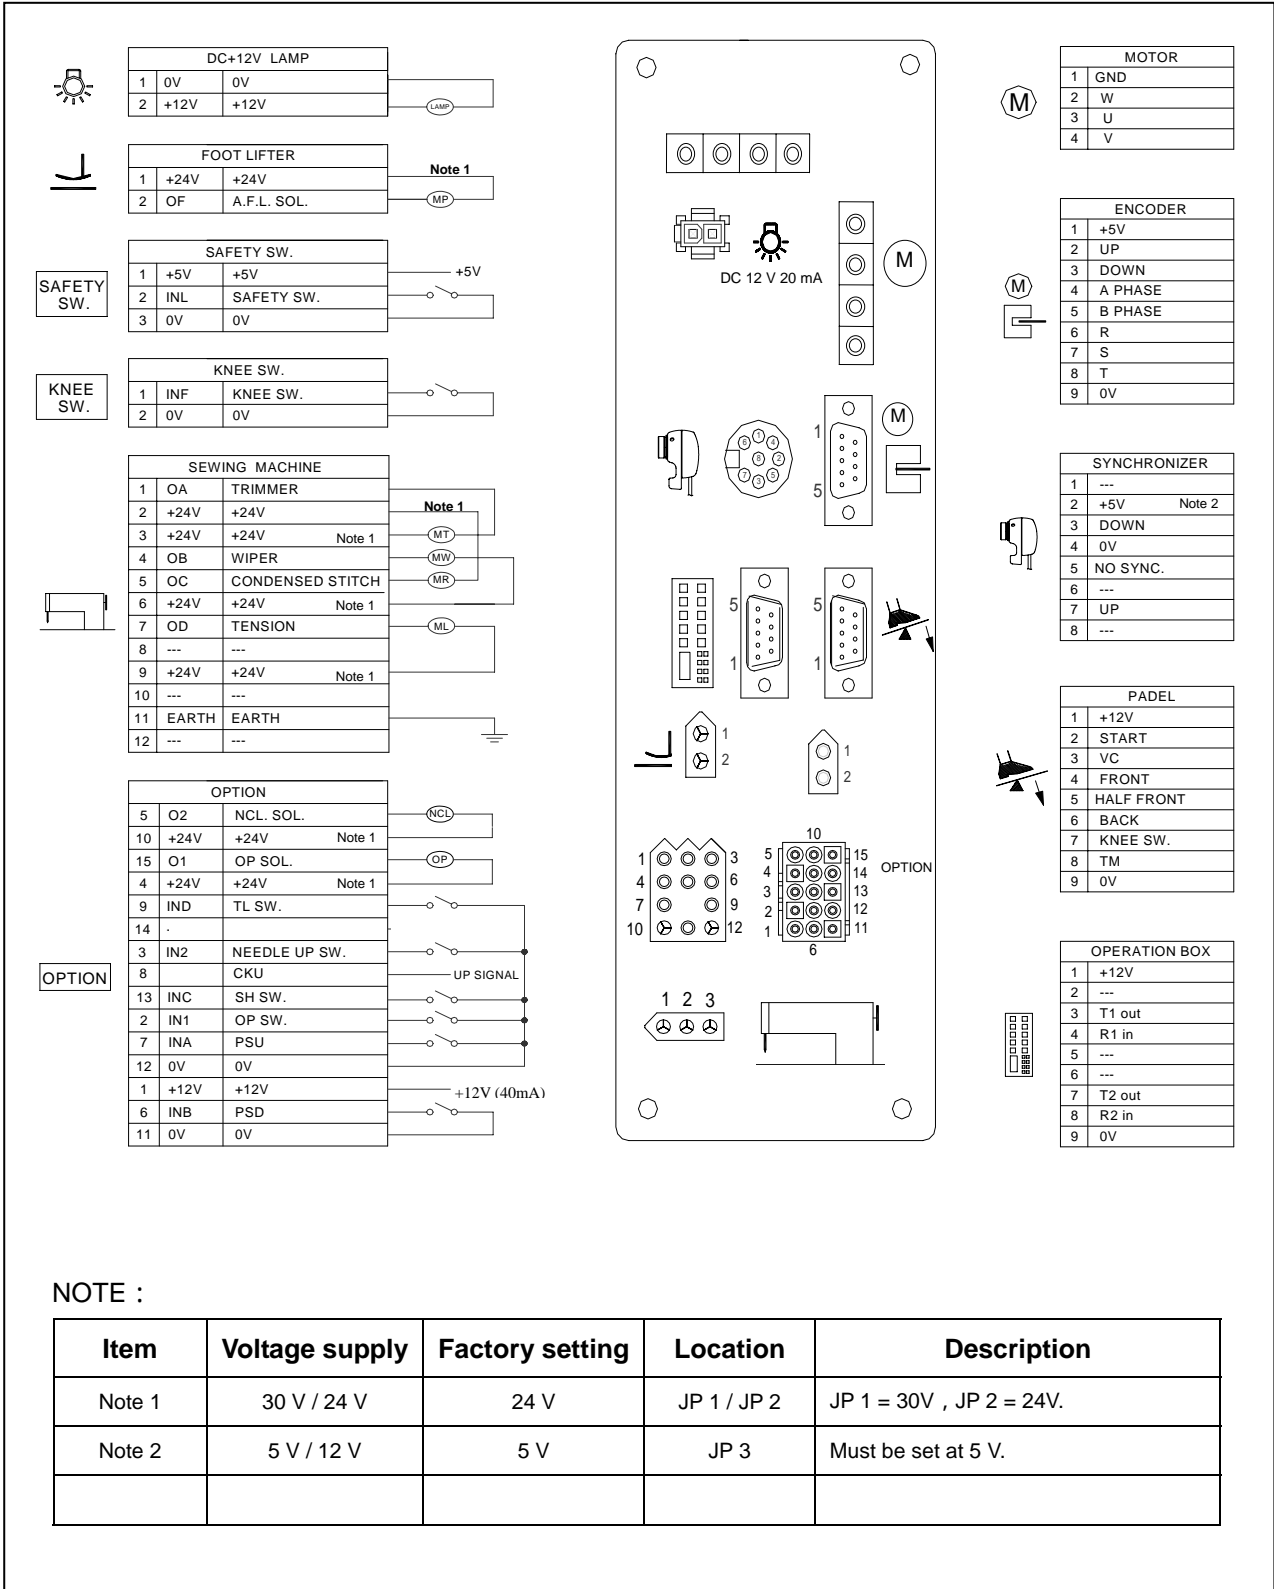 DC+12V LAMP
1 0V 0V
2 +12V +12V
LAMP
FOOT LIFTER
1 +24V +24V
2 OF A.F.L. SOL.
Note 1
MP
SAFETY
SW.
SAFETY SW.
1 +5V +5V
2 INL SAFETY SW.
3 0V 0V
+5V
KNEE
SW.
KNEE SW.
1 INF KNEE SW.
2 0V 0V
SEWING MACHINE
1 OA TRIMMER
2 +24V +24V
3 +24V +24V Note 1
4 OB WIPER
5 OC CONDENSED STITCH
6 +24V +24V Note 1
7 OD TENSION
8 --- ---
9 +24V +24V Note 1
10 --- ---
11 EARTH EARTH
12 --- ---
Note 1
MT
MW
MR
ML
OPTION
OPTION
5 O2 NCL. SOL.
10 +24V +24V Note 1
15 O1 OP SOL.
4 +24V +24V Note 1
9 IND TL SW.
14 .
3 IN2 NEEDLE UP SW.
8 CKU
13 INC SH SW.
2 IN1 OP SW.
7 INA PSU
12 0V 0V
1 +12V +12V
6 INB PSD
11 0V 0V
NCL
OP
UP SIGNAL
+12V (40mA)
DC 12 V 20 mA
M
6 1 4
8 2
7 3 5
1
5
M
5
1
5
1
1
2
1
2
1 3
4 6
7 9
10 12
10
5 15
4 14
3 13
2 12
1 11
6
OPTION
1 2 3
M
MOTOR
1 GND
2 W
3 U
4 V
M
ENCODER
1 +5V
2 UP
3 DOWN
4 A PHASE
5 B PHASE
6 R
7 S
8 T
9 0V
SYNCHRONIZER
1 ---
2 +5V Note 2
3 DOWN
4 0V
5 NO SYNC.
6 ---
7 UP
8 ---
PADEL
1 +12V
2 START
3 VC
4 FRONT
5 HALF FRONT
6 BACK
7 KNEE SW.
8 TM
9 0V
OPERATION BOX
1 +12V
2 ---
3 T1 out
4 R1 in
5 ---
6 ---
7 T2 out
8 R2 in
9 0V
NOTE :
Item Voltage supply Factory setting Location Description
Note 1 30 V / 24 V 24 V JP 1 / JP 2 JP 1 = 30V , JP 2 = 24V.
Note 2 5 V / 12 V 5 V JP 3 Must be set at 5 V.